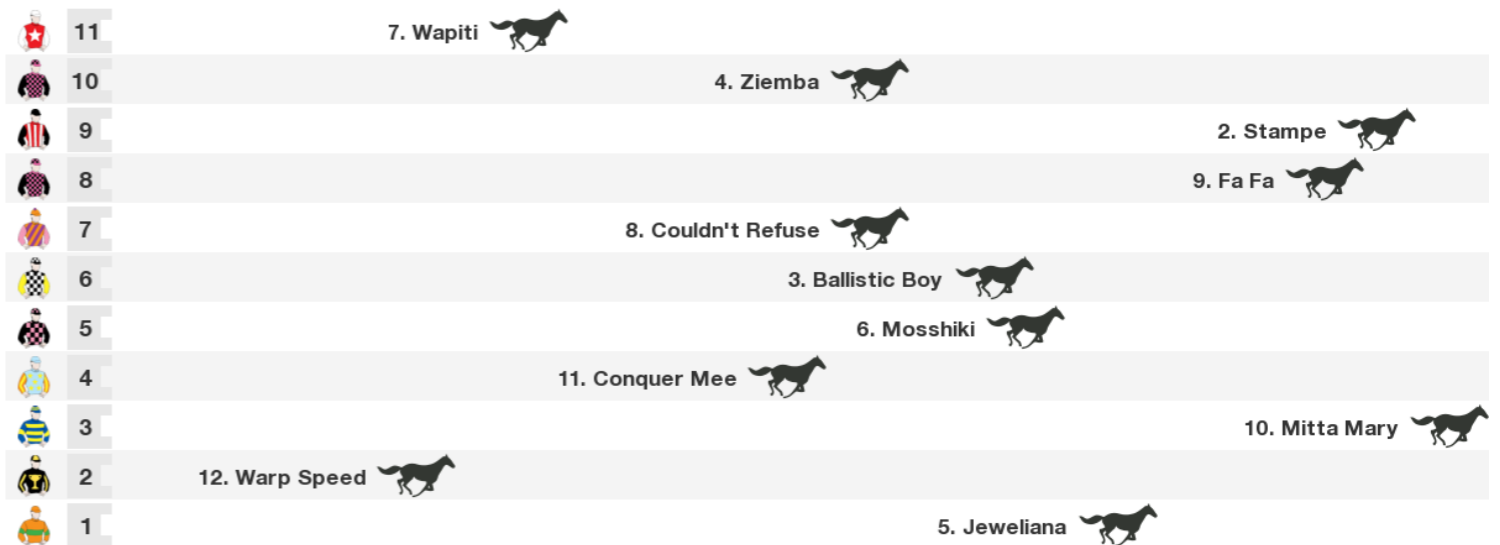 11 7. Wapiti
10 4. Ziemba
9 2. Stampe
8 9. Fa Fa
7 8. Couldn't Refuse
6 3. Ballistic Boy
5 6. Mosshiki
4 11. Conquer Mee
3 10. Mitta Mary
2 12. Warp Speed
1 5. Jeweliana